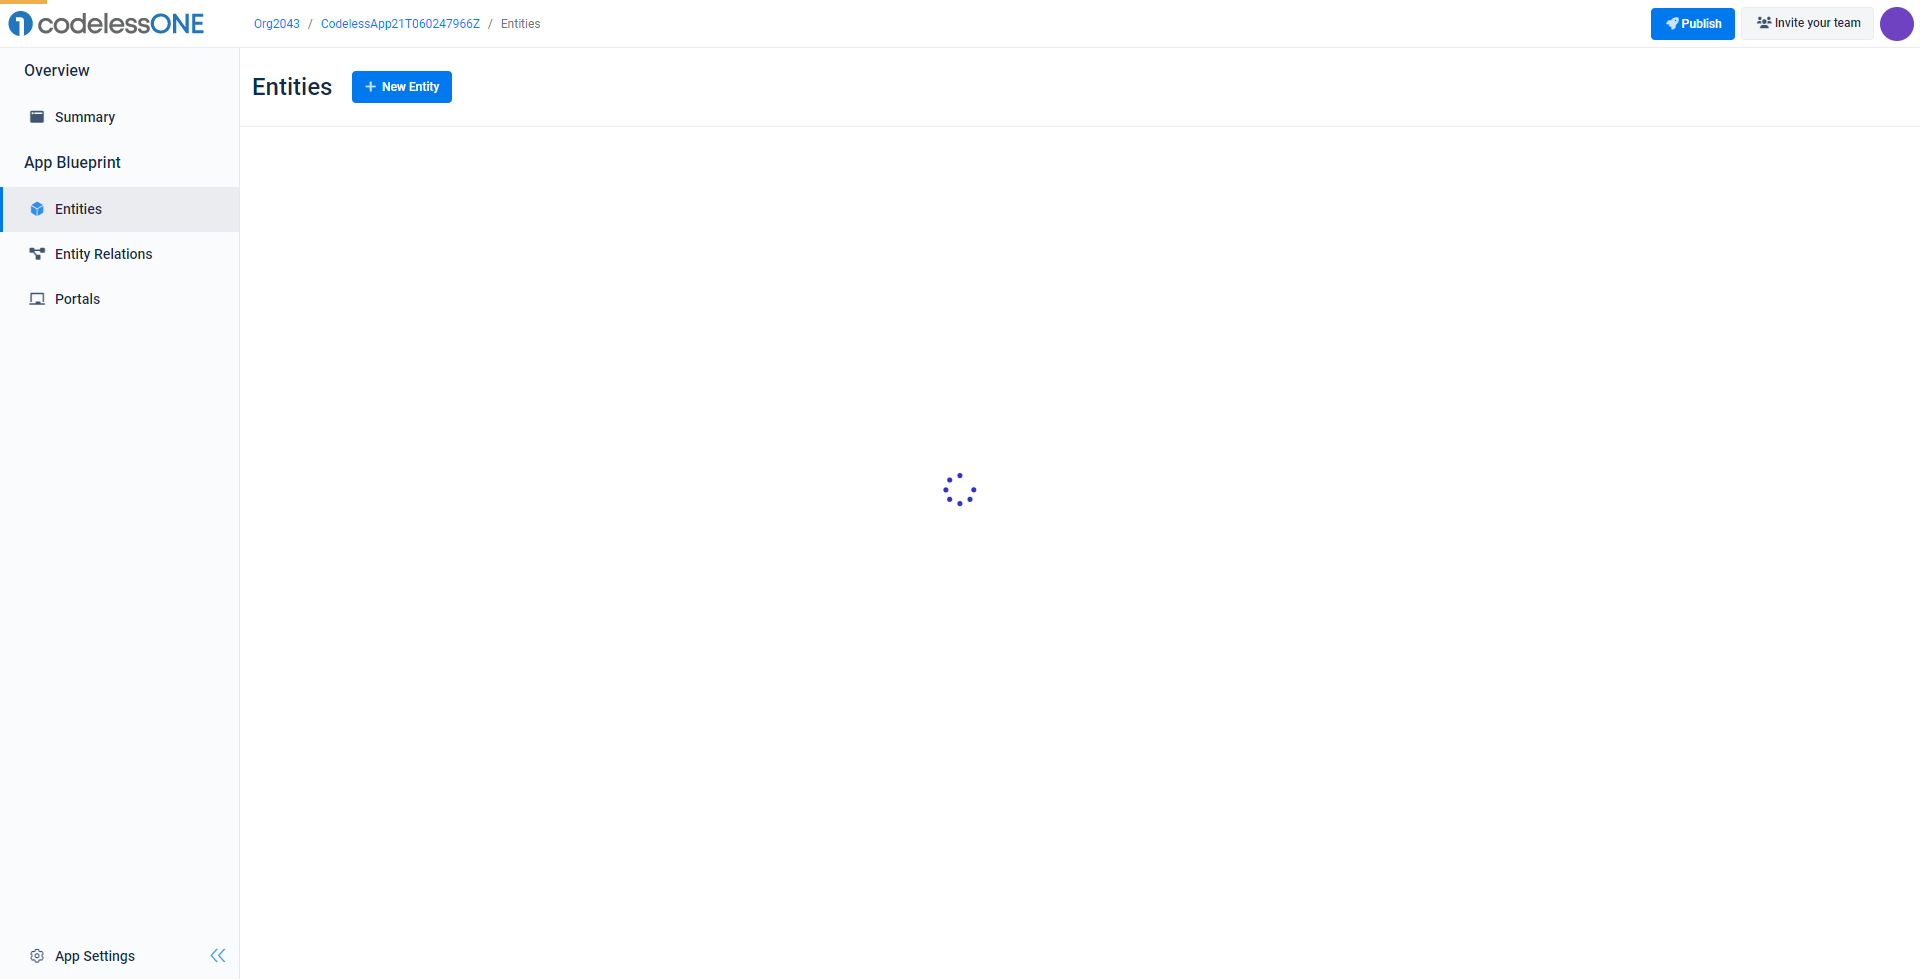 codelessONE
Org2043 / CodelessApp21T060247966Z / Entities
Publish
Invite your team
Overview
Summary
App Blueprint
Entities
Entity Relations
Portals
App Settings
Entities
+ New Entity